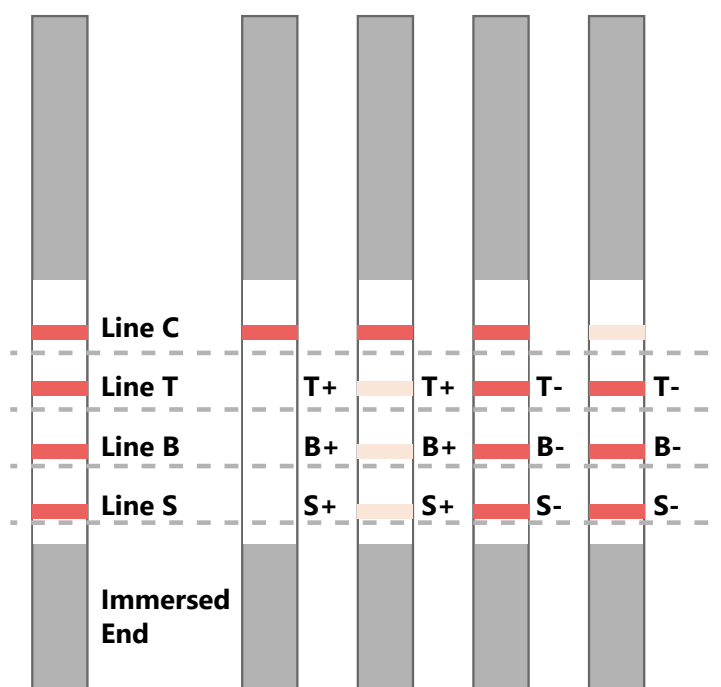 Line C
Line T T+ T+ T- T-
Line B B+ B+ B- B-
Line S S+ S+ S- S-
Immersed
End